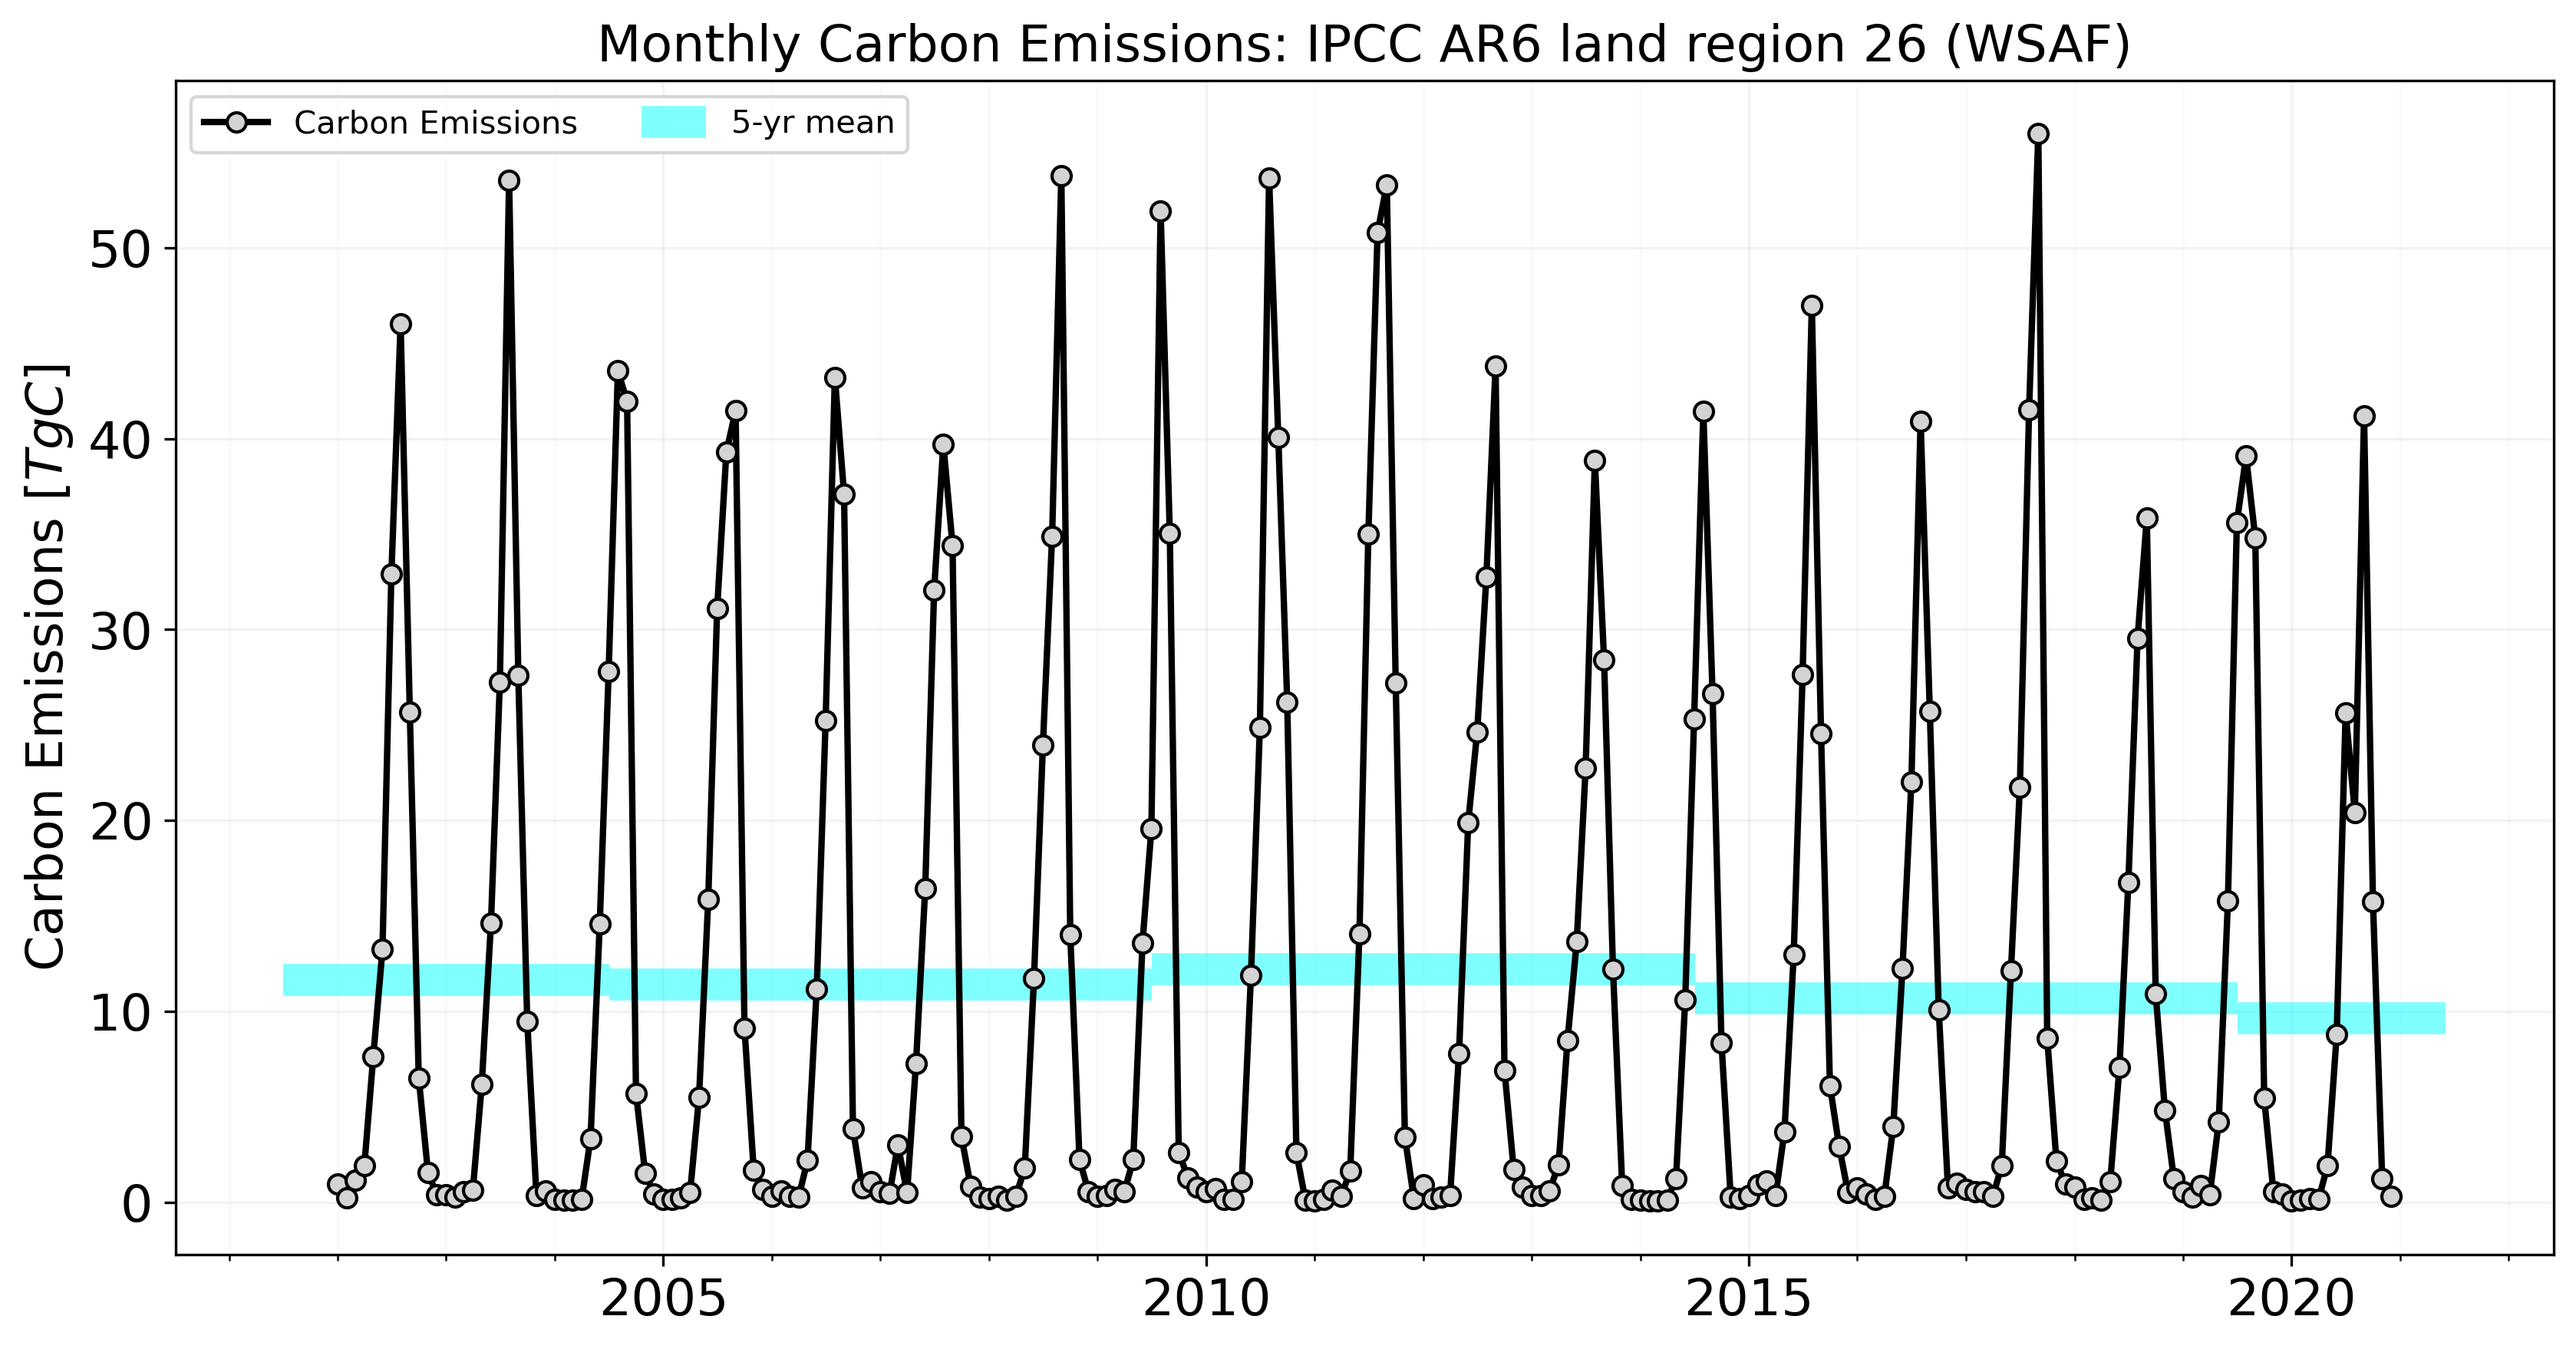 Monthly Carbon Emissions: IPCC AR6 land region 26 (WSAF)
Carbon Emissions
5-yr mean
Carbon Emissions [TgC]
50
40
30
20
10
0
2005
2010
2015
2020